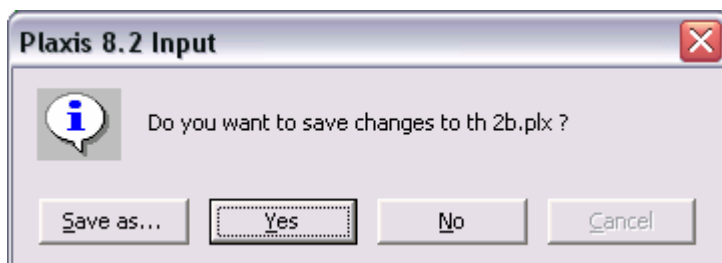 Plaxis 8.2 Input
Do you want to save changes to th 2b.plx ?
Save as... Yes No Cancel